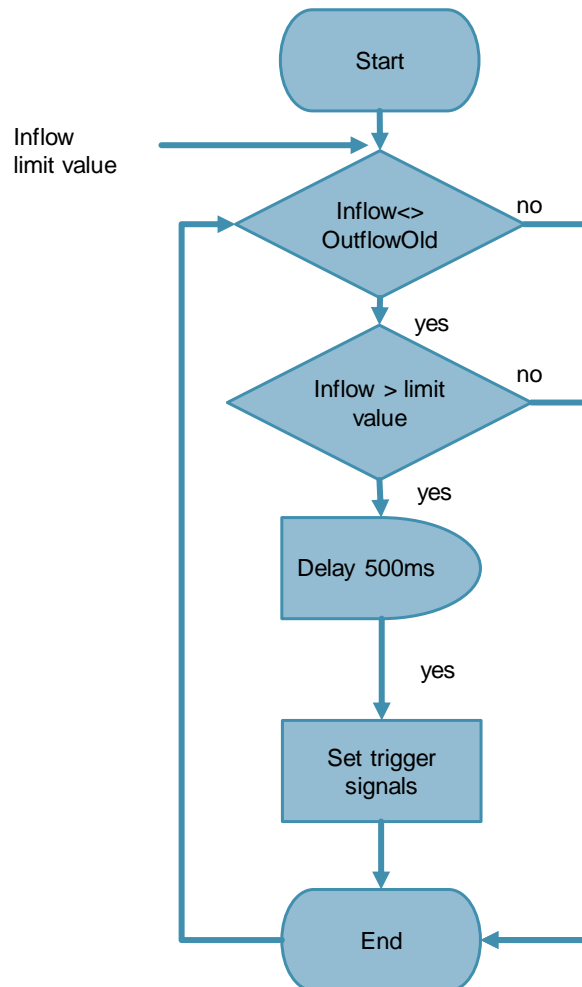 Start
Inflow
limit value
Inflow<>
OutflowOld
no
yes
Inflow > limit
value
no
yes
Delay 500ms
yes
Set trigger
signals
End